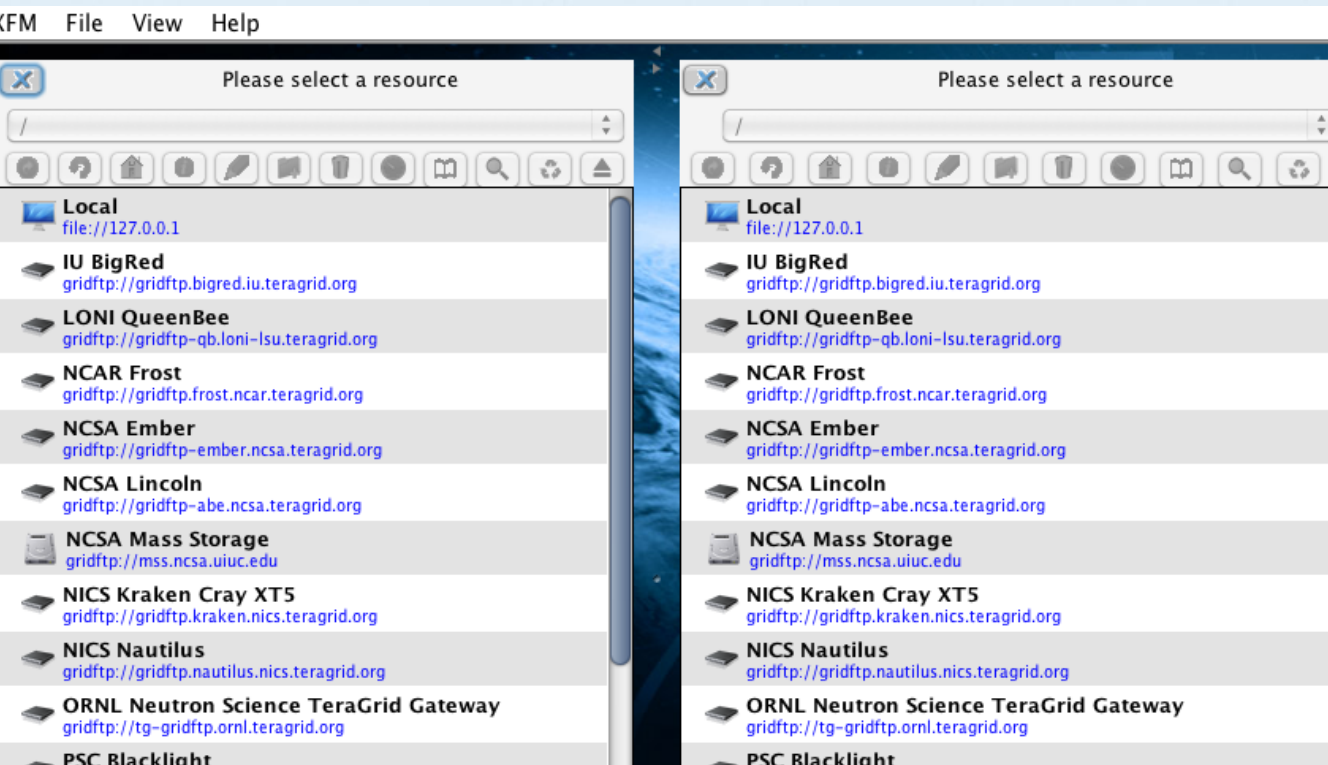 XFM File View Help
Please select a resource
/
Local
file://127.0.0.1
IU BigRed
gridftp://gridftp.bigred.iu.teragrid.org
LONI QueenBee
gridftp://gridftp-qb.loni-lsu.teragrid.org
NCAR Frost
gridftp://gridftp.frost.ncar.teragrid.org
NCSA Ember
gridftp://gridftp-ember.ncsa.teragrid.org
NCSA Lincoln
gridftp://gridftp-abe.ncsa.teragrid.org
NCSA Mass Storage
gridftp://mss.ncsa.uiuc.edu
NICS Kraken Cray XT5
gridftp://gridftp.kraken.nics.teragrid.org
NICS Nautilus
gridftp://gridftp.nautilus.nics.teragrid.org
ORNL Neutron Science TeraGrid Gateway
gridftp://tg-gridftp.ornl.teragrid.org
PSC Blacklight
Please select a resource
/
Local
file://127.0.0.1
IU BigRed
gridftp://gridftp.bigred.iu.teragrid.org
LONI QueenBee
gridftp://gridftp-qb.loni-lsu.teragrid.org
NCAR Frost
gridftp://gridftp.frost.ncar.teragrid.org
NCSA Ember
gridftp://gridftp-ember.ncsa.teragrid.org
NCSA Lincoln
gridftp://gridftp-abe.ncsa.teragrid.org
NCSA Mass Storage
gridftp://mss.ncsa.uiuc.edu
NICS Kraken Cray XT5
gridftp://gridftp.kraken.nics.teragrid.org
NICS Nautilus
gridftp://gridftp.nautilus.nics.teragrid.org
ORNL Neutron Science TeraGrid Gateway
gridftp://tg-gridftp.ornl.teragrid.org
PSC Blacklight